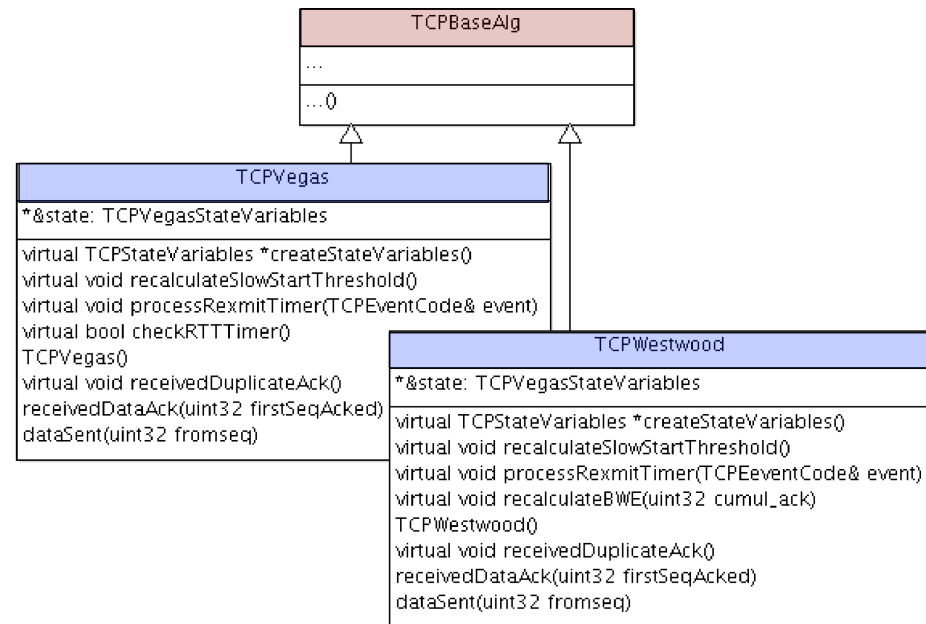 TCPBaseAlg
...
...()
TCPVegas
*&state: TCPVegasStateVariables
virtual TCPStateVariables *createStateVariables()
virtual void recalculateSlowStartThreshold()
virtual void processRexmitTimer(TCPEventCode& event)
virtual bool checkRTTTimer()
TCPVegas()
virtual void receivedDuplicateAck()
receivedDataAck(uint32 firstSeqAcked)
dataSent(uint32 fromseq)
TCPWestwood
*&state: TCPVegasStateVariables
virtual TCPStateVariables *createStateVariables()
virtual void recalculateSlowStartThreshold()
virtual void processRexmitTimer(TCPEeventCode& event)
virtual void recalculateBWE(uint32 cumul_ack)
TCPWestwood()
virtual void receivedDuplicateAck()
receivedDataAck(uint32 firstSeqAcked)
dataSent(uint32 fromseq)